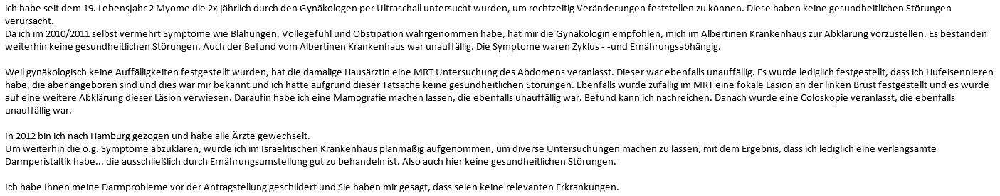 ich habe seit dem 19. Lebensjahr 2 Myome die 2x jährlich durch den Gynäkologen per Ultraschall untersucht wurden, um rechtzeitig Veränderungen feststellen zu können. Diese haben keine gesundheitlichen Störungen
verursacht.
Da ich im 2010/2011 selbst vermehrt Symptome wie Blähungen, Völlegefühl und Obstipation wahrgenommen habe, hat mir die Gynäkologin empfohlen, mich im Albertinen Krankenhaus zur Abklärung vorzustellen. Es bestanden
weiterhin keine gesundheitlichen Störungen. Auch der Befund vom Albertinen Krankenhaus war unauffällig. Die Symptome waren Zyklus - -und Ernährungsabhängig.

Weil gynäkologisch keine Auffälligkeiten festgestellt wurden, hat die damalige Hausärztin eine MRT Untersuchung des Abdomens veranlasst. Dieser war ebenfalls unauffällig. Es wurde lediglich festgestellt, dass ich Hufeisennieren
habe, die aber angeboren sind und dies war mir bekannt und ich hatte aufgrund dieser Tatsache keine gesundheitlichen Störungen. Ebenfalls wurde zufällig im MRT eine fokale Läsion an der linken Brust festgestellt und es wurde
auf eine weitere Abklärung dieser Läsion verwiesen. Daraufin habe ich eine Mamografie machen lassen, die ebenfalls unauffällig war. Befund kann ich nachreichen. Danach wurde eine Coloskopie veranlasst, die ebenfalls
unauffällig war.

In 2012 bin ich nach Hamburg gezogen und habe alle Ärzte gewechselt.
Um weiterhin die o.g. Symptome abzuklären, wurde ich im Israelitischen Krankenhaus planmäßig aufgenommen, um diverse Untersuchungen machen zu lassen, mit dem Ergebnis, dass ich lediglich eine verlangsamte
Darmperistaltik habe... die ausschließlich durch Ernährungsumstellung gut zu behandeln ist. Also auch hier keine gesundheitlichen Störungen.

Ich habe Ihnen meine Darmprobleme vor der Antragstellung geschildert und Sie haben mir gesagt, dass seien keine relevanten Erkrankungen.